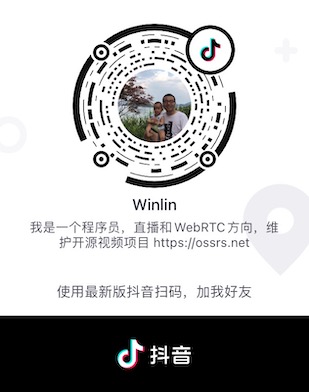 Winlin
我是一个程序员，直播和WebRTC方向，维
护开源视频项目 https://ossrs.net
使用最新版抖音扫码，加我好友
抖音